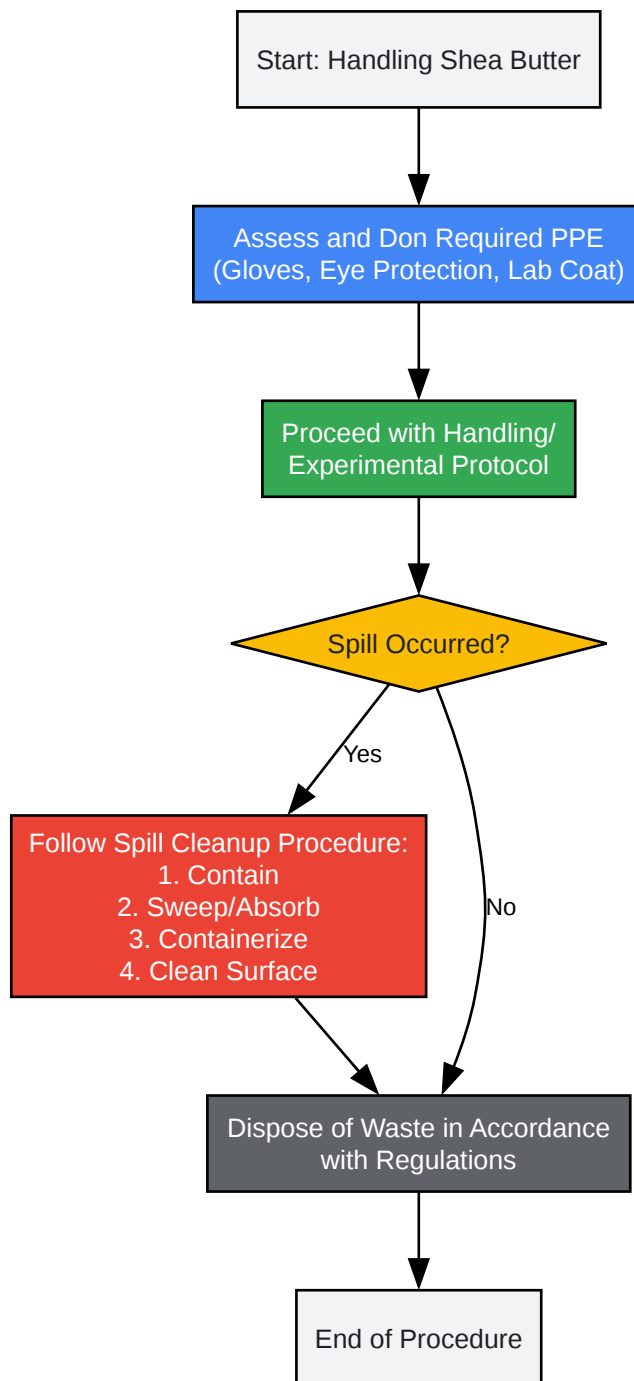 Start: Handling Shea Butter
Assess and Don Required PPE
(Gloves, Eye Protection, Lab Coat)
Proceed with Handling/
Experimental Protocol
Spill Occurred?
Yes
Follow Spill Cleanup Procedure:
1. Contain
2. Sweep/Absorb
3. Containerize
4. Clean Surface
No
Dispose of Waste in Accordance
with Regulations
End of Procedure